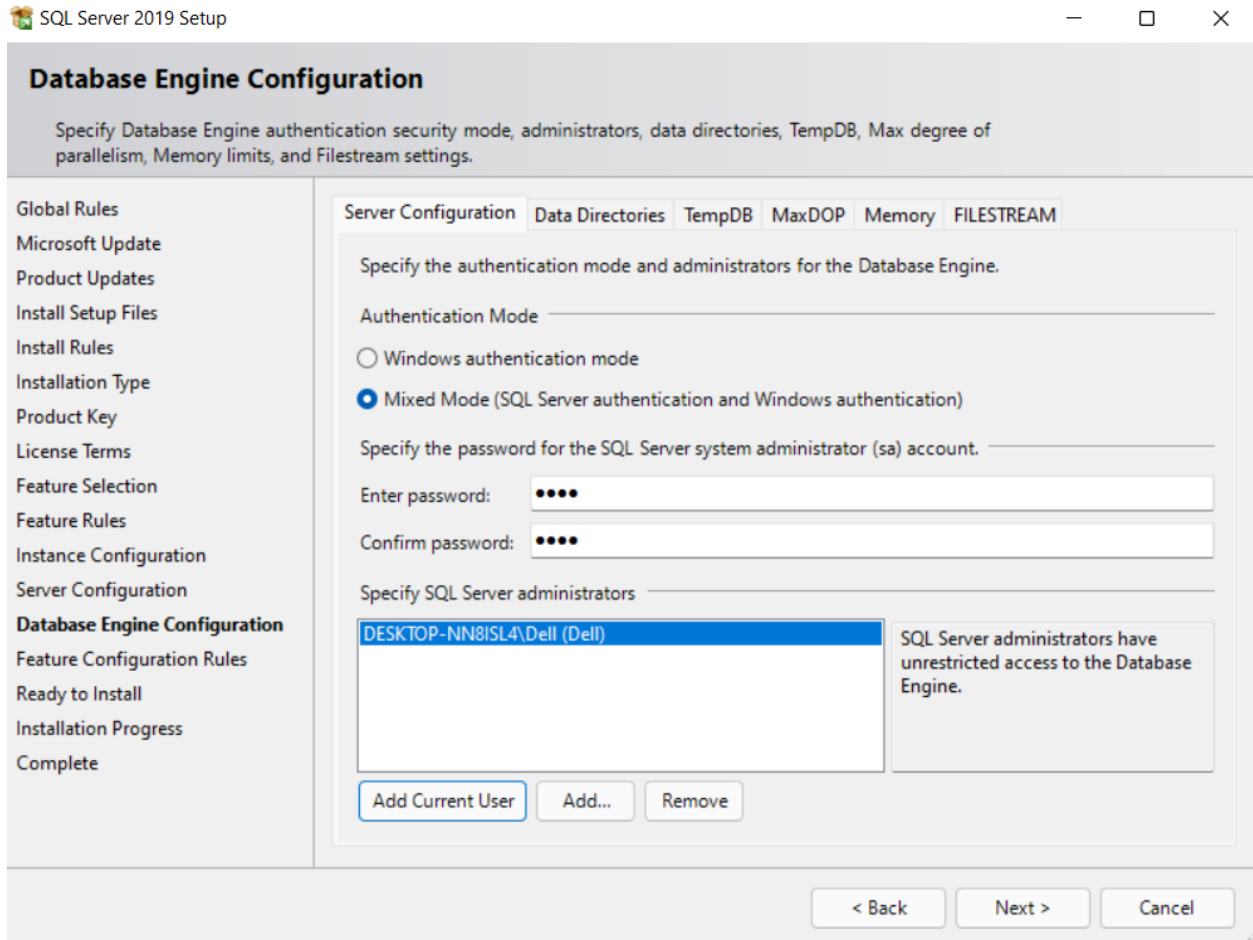 SQL Server 2019 Setup
Database Engine Configuration
Specify Database Engine authentication security mode, administrators, data directories, TempDB, Max degree of
parallelism, Memory limits, and Filestream settings.
Global Rules
Microsoft Update
Product Updates
Install Setup Files
Install Rules
Installation Type
Product Key
License Terms
Feature Selection
Feature Rules
Instance Configuration
Server Configuration
Database Engine Configuration
Feature Configuration Rules
Ready to Install
Installation Progress
Complete
Server Configuration Data Directories TempDB MaxDOP Memory FILESTREAM
Specify the authentication mode and administrators for the Database Engine.
Authentication Mode
Windows authentication mode
Mixed Mode (SQL Server authentication and Windows authentication)
Specify the password for the SQL Server system administrator (sa) account.
Enter password: ••••
Confirm password: ••••
Specify SQL Server administrators
DESKTOP-NN8ISL4\Dell (Dell)
SQL Server administrators have
unrestricted access to the Database
Engine.
Add Current User Add... Remove
< Back Next > Cancel